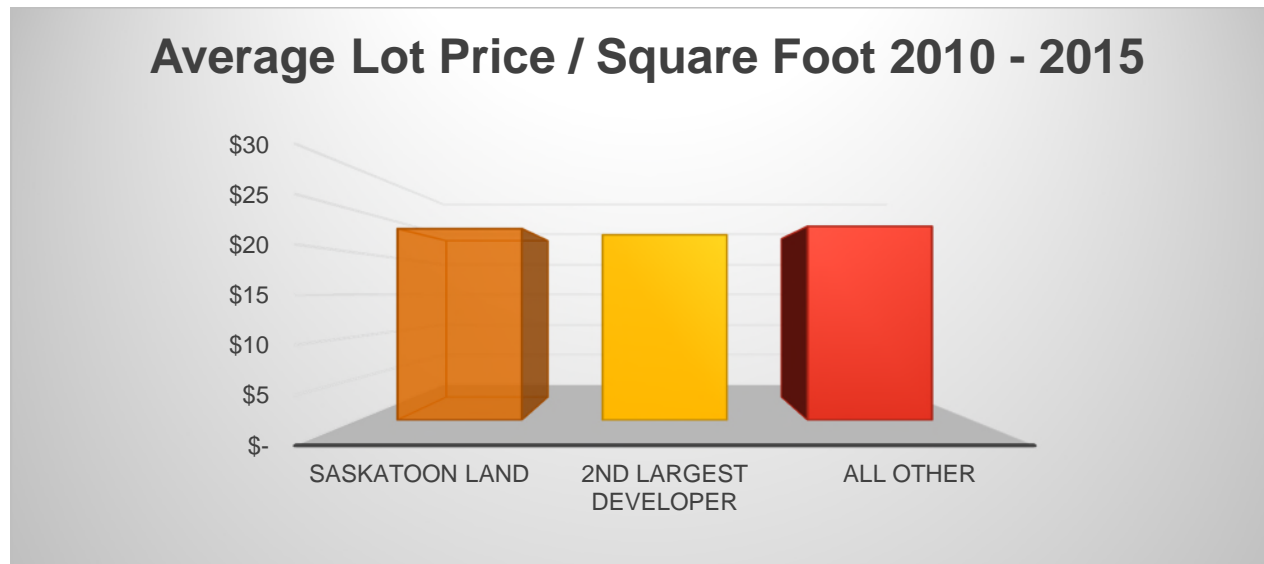 Average Lot Price / Square Foot 2010 - 2015
$30
$25
$20
$15
$10
$5
$-
SASKATOON LAND
2ND LARGEST
DEVELOPER
ALL OTHER